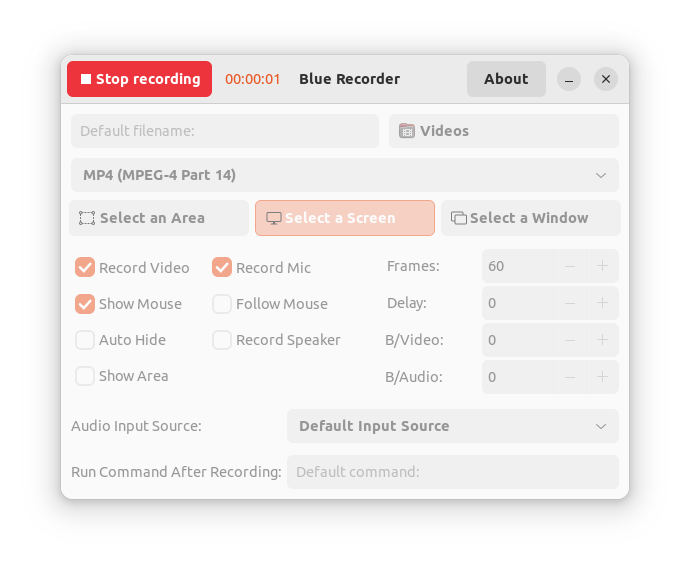 Stop recording 00:00:01 Blue Recorder About
Default filename: Videos
MP4 (MPEG-4 Part 14)
Select an Area Select a Screen Select a Window
Record Video Record Mic Frames: 60
Show Mouse Follow Mouse Delay: 0
Auto Hide Record Speaker B/Video: 0
Show Area B/Audio: 0
Audio Input Source: Default Input Source
Run Command After Recording: Default command: